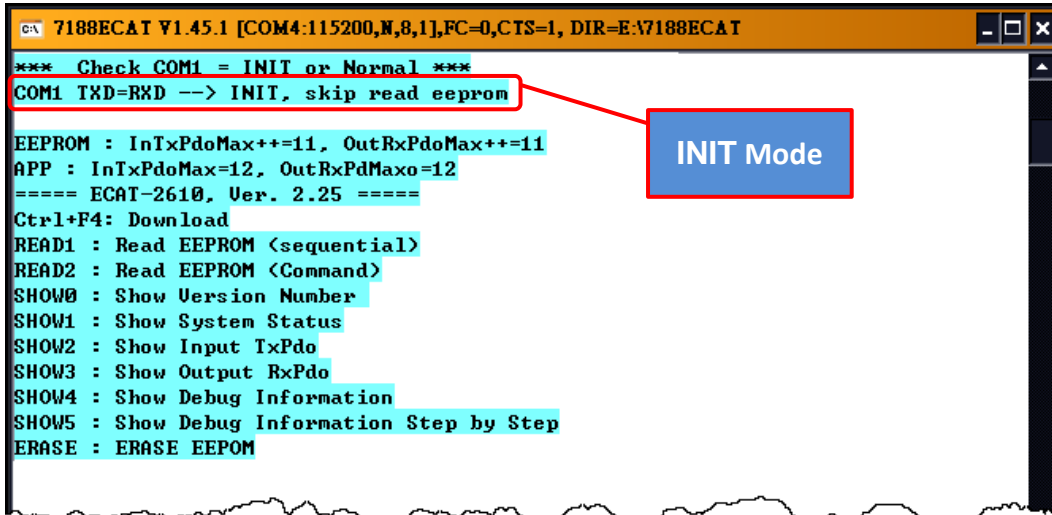 7188ECAT V1.45.1 [COM4:115200,N,8,1],FC=0,CTS=1, DIR=E:\7188ECAT
*** Check COM1 = INIT or Normal ***
COM1 TXD=RXD --> INIT, skip read eeprom
EEPROM : InTxPdoMax++=11, OutRxPdoMax++=11
APP : InTxPdoMax=12, OutRxPdMaxo=12
===== ECAT-2610, Ver. 2.25 =====
Ctrl+F4: Download
READ1 : Read EEPROM (sequential)
READ2 : Read EEPROM (Command)
SHOW0 : Show Version Number
SHOW1 : Show System Status
SHOW2 : Show Input TxPdo
SHOW3 : Show Output RxPdo
SHOW4 : Show Debug Information
SHOW5 : Show Debug Information Step by Step
ERASE : ERASE EEPOM
INIT Mode